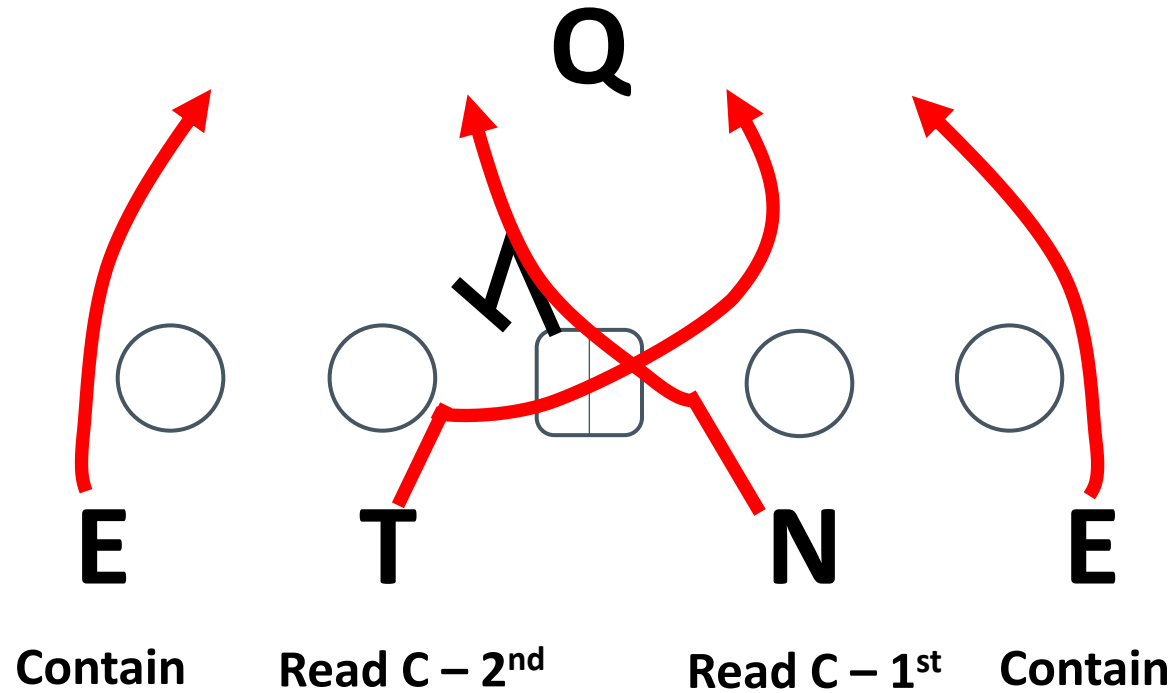 Q
E T N E
Contain Read C – 2nd Read C – 1st Contain